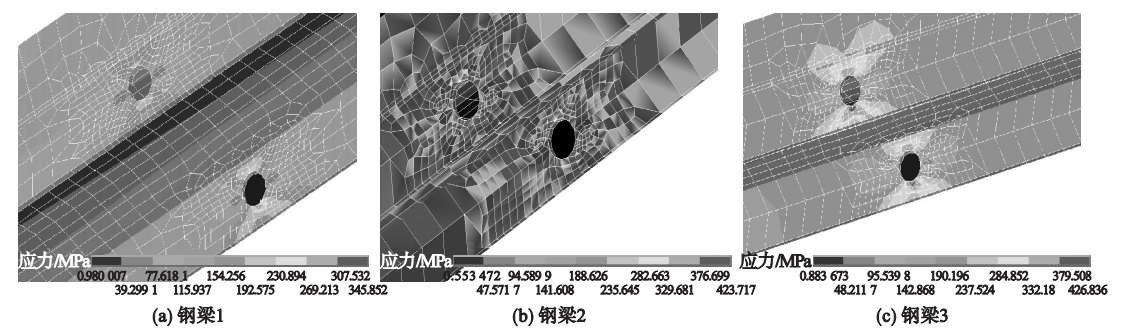 应力/MPa
0.980 007 77.618 1 154.256 230.894 307.532
39.299 1 115.937 192.575 269.213 345.852
(a) 钢梁1
应力/MPa
0.553 472 94.589 9 188.626 282.663 376.699
47.571 7 141.608 235.645 329.681 423.717
(b) 钢梁2
应力/MPa
0.883 673 95.539 8 190.196 284.852 379.508
48.211 7 142.868 237.524 332.18 426.836
(c) 钢梁3